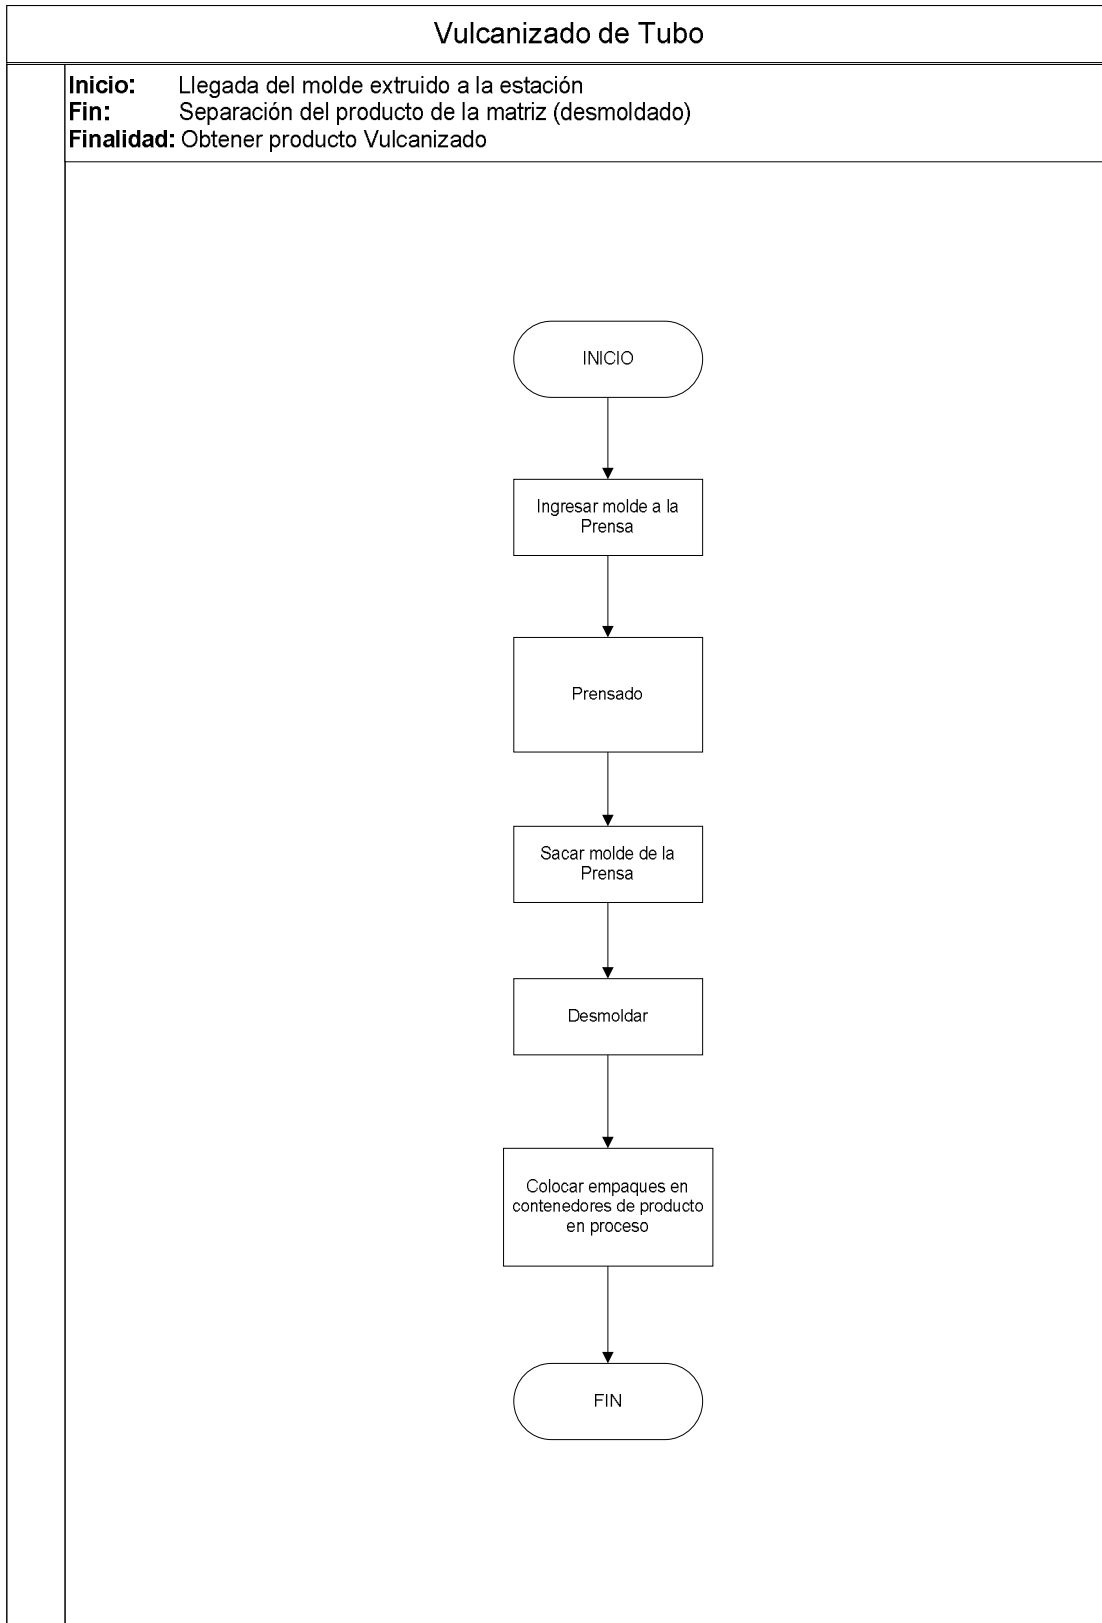 Vulcanizado de Tubo
Inicio: Llegada del molde extruido a la estación
Fin: Separación del producto de la matriz (desmoldado)
Finalidad: Obtener producto Vulcanizado
INICIO
Ingresar molde a la
Prensa
Prensado
Sacar molde de la
Prensa
Desmoldar
Colocar empaques en
contenedores de producto
en proceso
FIN